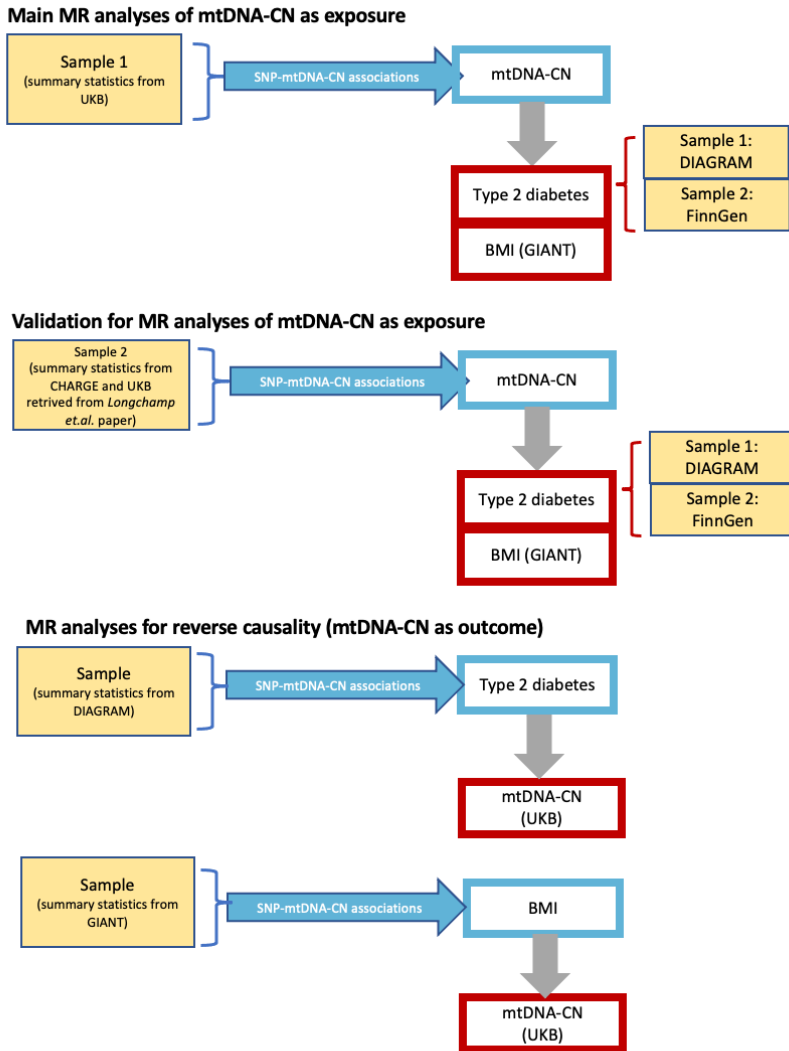 Main MR analyses of mtDNA-CN as exposure
Sample 1
(summary statistics from
UKB)
SNP-mtDNA-CN associations
mtDNA-CN
Type 2 diabetes
BMI (GIANT)
Sample 1:
DIAGRAM
Sample 2:
FinnGen
Validation for MR analyses of mtDNA-CN as exposure
Sample 2
(summary statistics from
CHARGE and UKB
retrived from Longchamp
et.al. paper)
SNP-mtDNA-CN associations
mtDNA-CN
Type 2 diabetes
BMI (GIANT)
Sample 1:
DIAGRAM
Sample 2:
FinnGen
MR analyses for reverse causality (mtDNA-CN as outcome)
Sample
(summary statistics from
DIAGRAM)
SNP-mtDNA-CN associations
Type 2 diabetes
mtDNA-CN
(UKB)
Sample
(summary statistics from
GIANT)
SNP-mtDNA-CN associations
BMI
mtDNA-CN
(UKB)